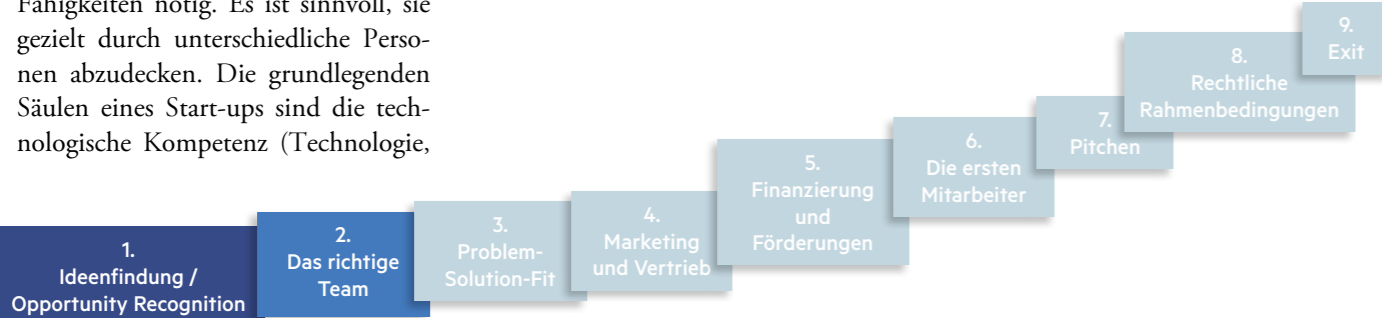 Fähigkeiten nötig. Es ist sinnvoll, sie
gezielt durch unterschiedliche Perso-
nen abzudecken. Die grundlegenden
Säulen eines Start-ups sind die tech-
nologische Kompetenz (Technologie,
1.
Ideenfindung /
Opportunity Recognition
2.
Das richtige
Team
3.
Problem-
Solution-Fit
4.
Marketing
und Vertrieb
5.
Finanzierung
und
Förderungen
6.
Die ersten
Mitarbeiter
7.
Pitchen
8.
Rechtliche
Rahmenbedingungen
9.
Exit